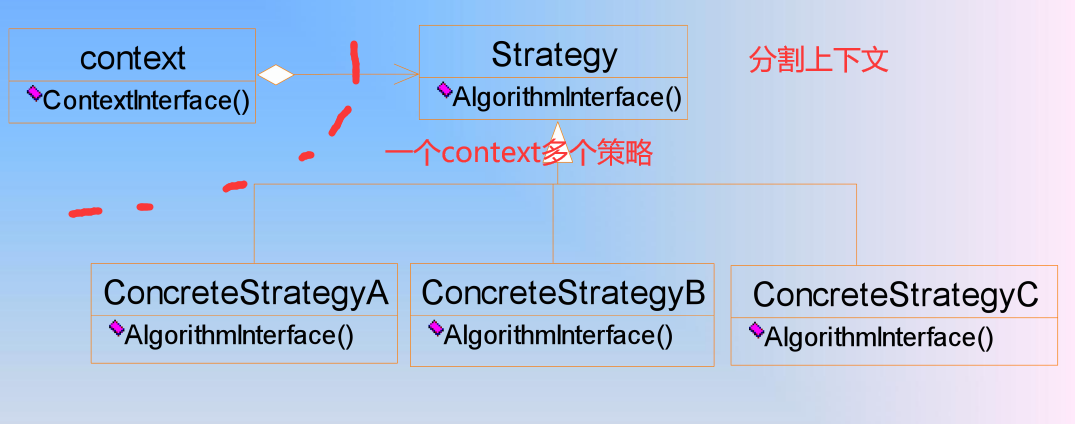 context
ContextInterface()
Strategy
AlgorithmInterface()
分割上下文
一个context多个策略
ConcreteStrategyA
AlgorithmInterface()
ConcreteStrategyB
AlgorithmInterface()
ConcreteStrategyC
AlgorithmInterface()